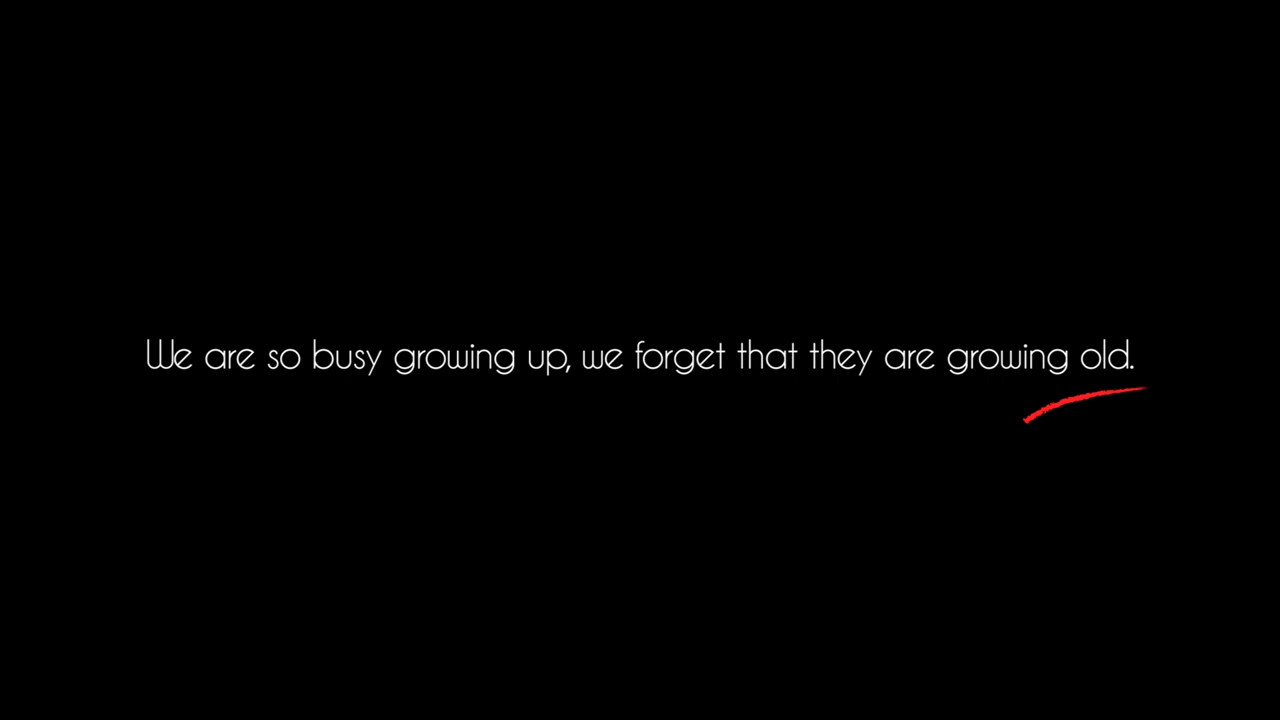 We are so busy growing up, we forget that they are growing old.